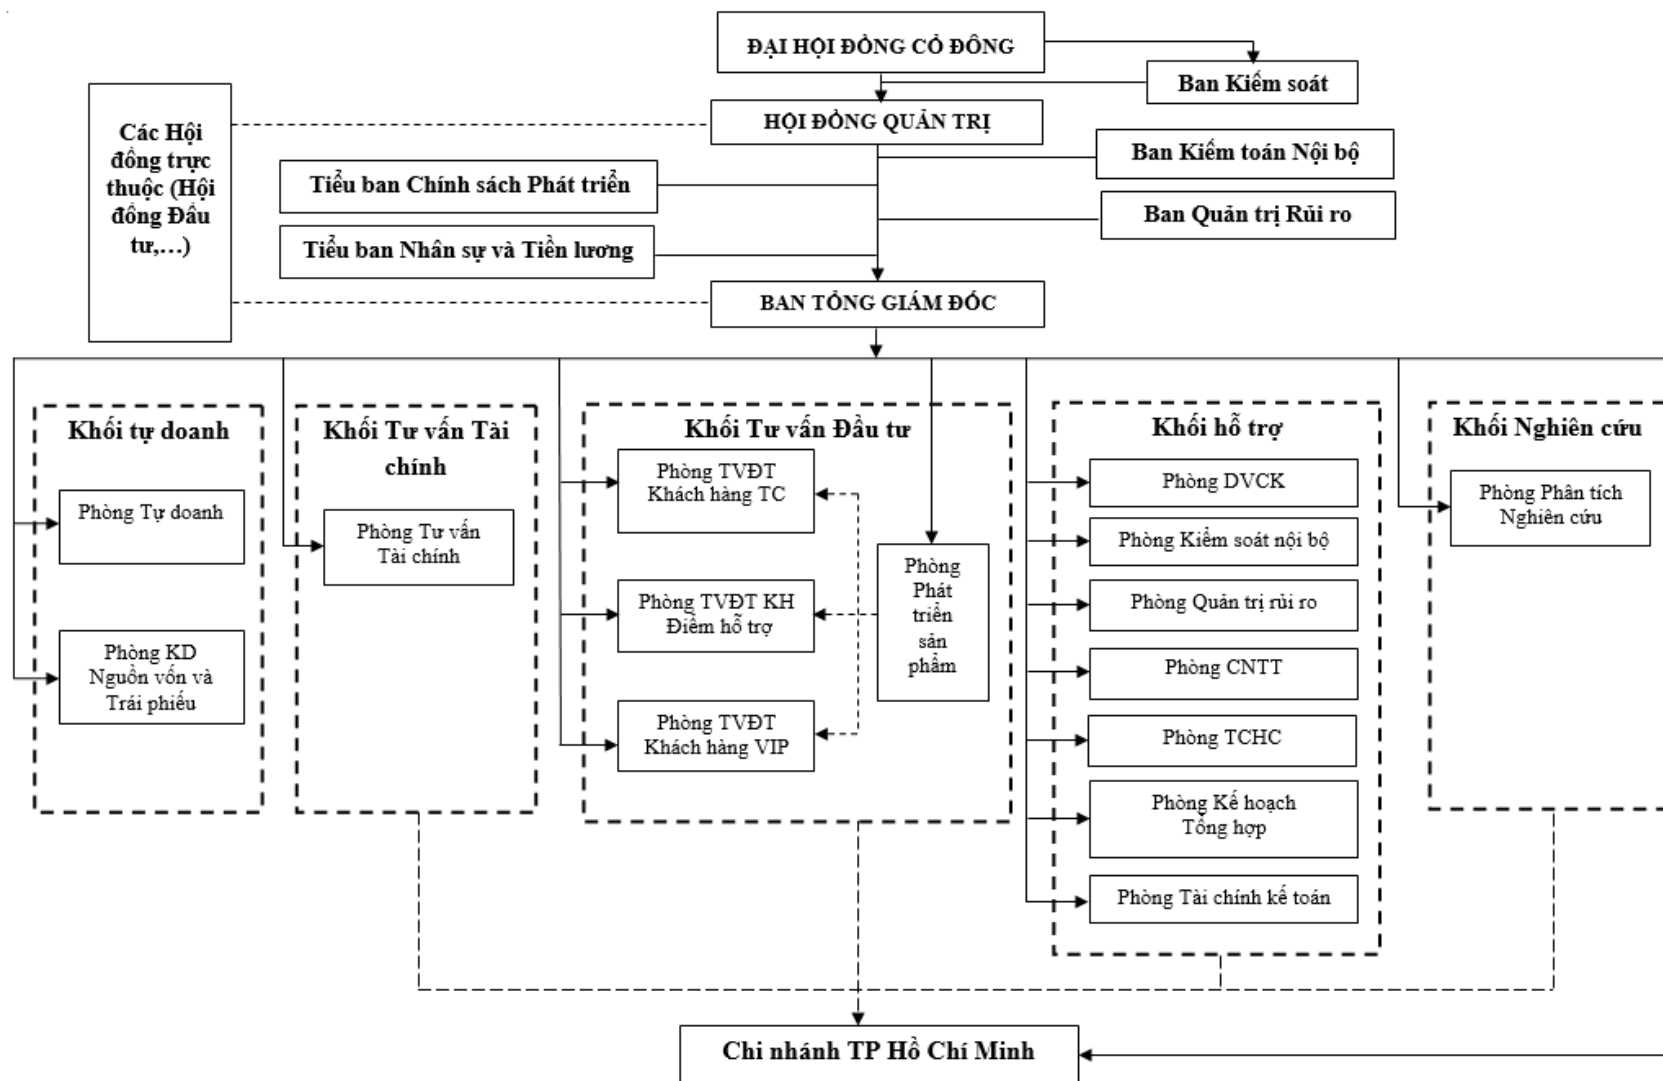 ĐẠI HỘI ĐỒNG CỔ ĐÔNG
Ban Kiểm soát
HỘI ĐỒNG QUẢN TRỊ
Các Hội
đồng trực
thuộc (Hội
đồng Đầu
tư,…)
Ban Kiểm toán Nội bộ
Tiểu ban Chính sách Phát triển
Ban Quản trị Rủi ro
Tiểu ban Nhân sự và Tiền lương
BAN TỔNG GIÁM ĐỐC
Khối tự doanh
Phòng Tự doanh
Phòng KD
Nguồn vốn và
Trái phiếu
Khối Tư vấn Tài
chính
Phòng Tư vấn
Tài chính
Khối Tư vấn Đầu tư
Phòng TVĐT
Khách hàng TC
Phòng TVĐT KH
Điểm hỗ trợ
Phòng TVĐT
Khách hàng VIP
Phòng
Phát
triển
sản
phẩm
Khối hỗ trợ
Phòng DVCK
Phòng Kiểm soát nội bộ
Phòng Quản trị rủi ro
Phòng CNTT
Phòng TCHC
Phòng Kế hoạch
Tổng hợp
Phòng Tài chính kế toán
Khối Nghiên cứu
Phòng Phân tích
Nghiên cứu
Chi nhánh TP Hồ Chí Minh